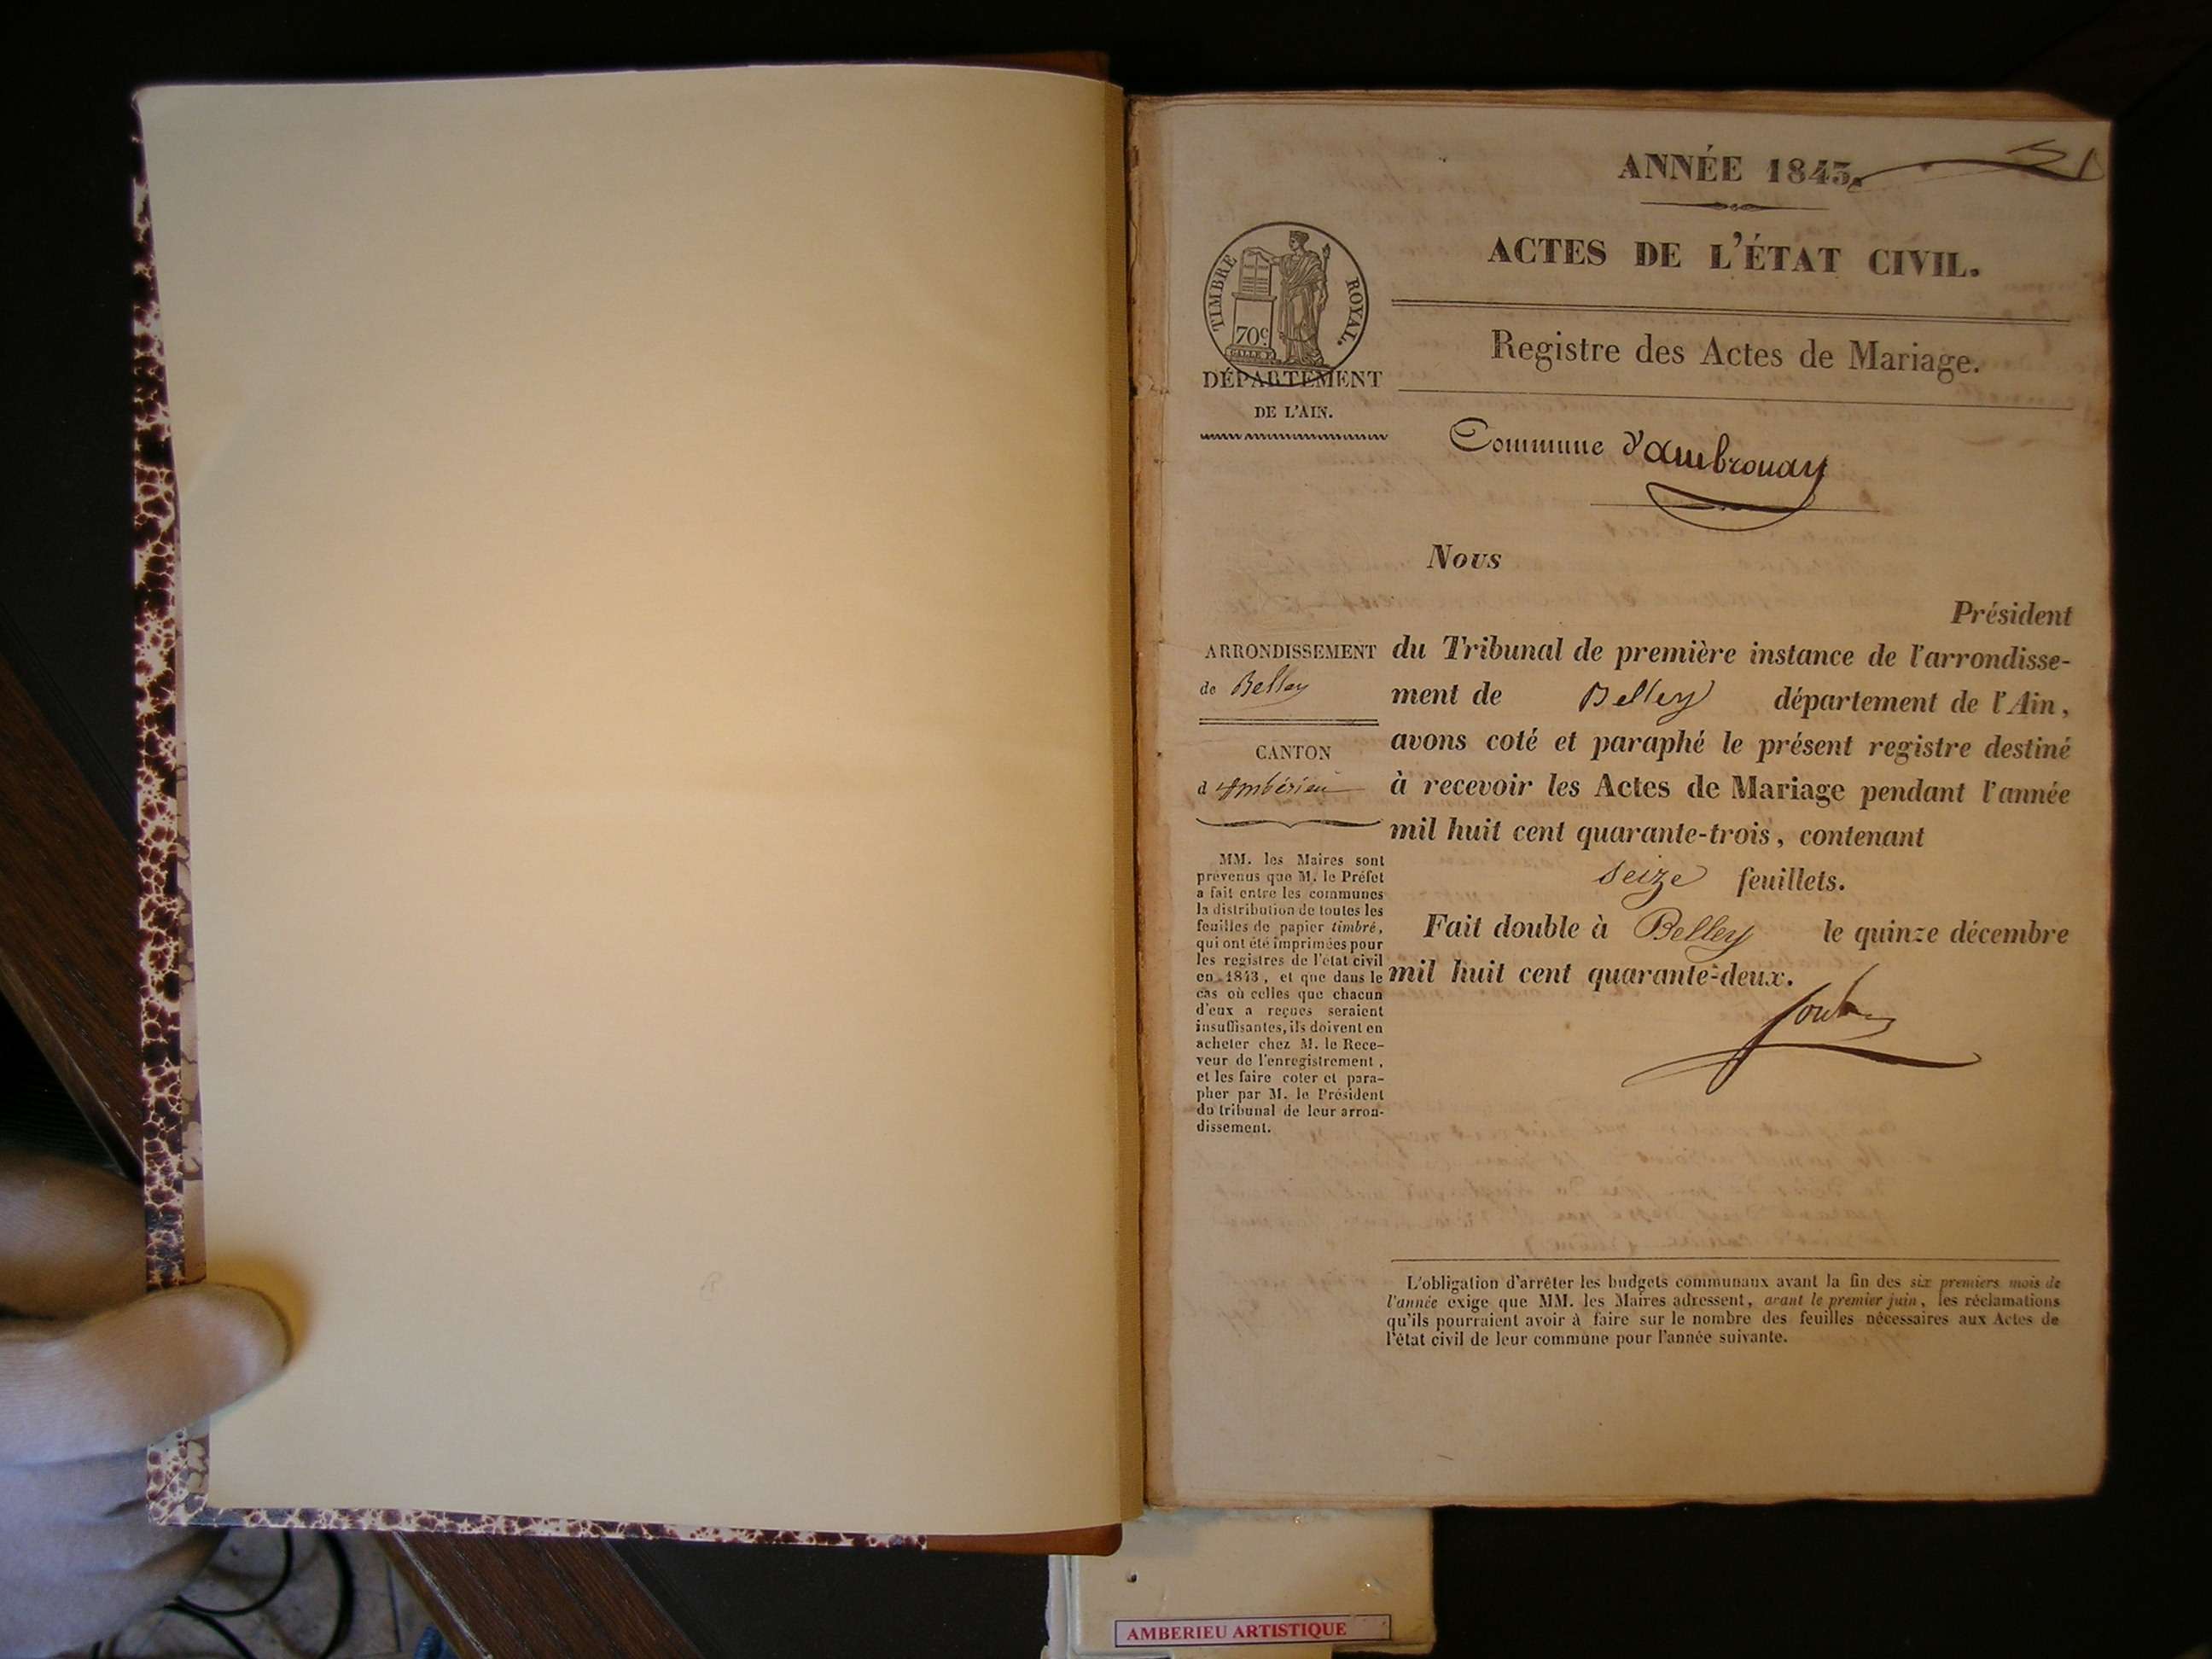 ANNÉE 1843.
ACTES DE L'ÉTAT CIVIL.
TIMBRE ROYAL.
70c
Registre des Actes de Mariage.
DÉPARTEMENT
DE L'AIN.
Commune d'ambronay
Nous
Président
ARRONDISSEMENT
de Belley
CANTON
d'Ambérieu
du Tribunal de première instance de l'arrondisse-
ment de Belley département de l'Ain,
avons coté et paraphé le présent registre destiné
à recevoir les Actes de Mariage pendant l'année
mil huit cent quarante-trois, contenant
seize feuillets.
Fait double à Belley le quinze décembre
mil huit cent quarante-deux.
MM. les Maires sont
prévenus que M. le Préfet
a fait entre les communes
la distribution de toutes les
feuilles de papier timbré,
qui ont été imprimées pour
les registres de l'état civil
en 1843, et que dans le
cas où celles que chacun
d'eux a reçues seraient
insuffisantes, ils doivent en
acheter chez M. le Rece-
veur de l'enregistrement,
et les faire coter et para-
pher par M. le Président
du tribunal de leur arron-
dissement.
L'obligation d'arrêter les budgets communaux avant la fin des six premiers mois de
l'année exige que MM. les Maires adressent, avant le premier juin, les réclamations
qu'ils pourraient avoir à faire sur le nombre des feuilles nécessaires aux Actes de
l'état civil de leur commune pour l'année suivante.
AMBERIEU ARTISTIQUE